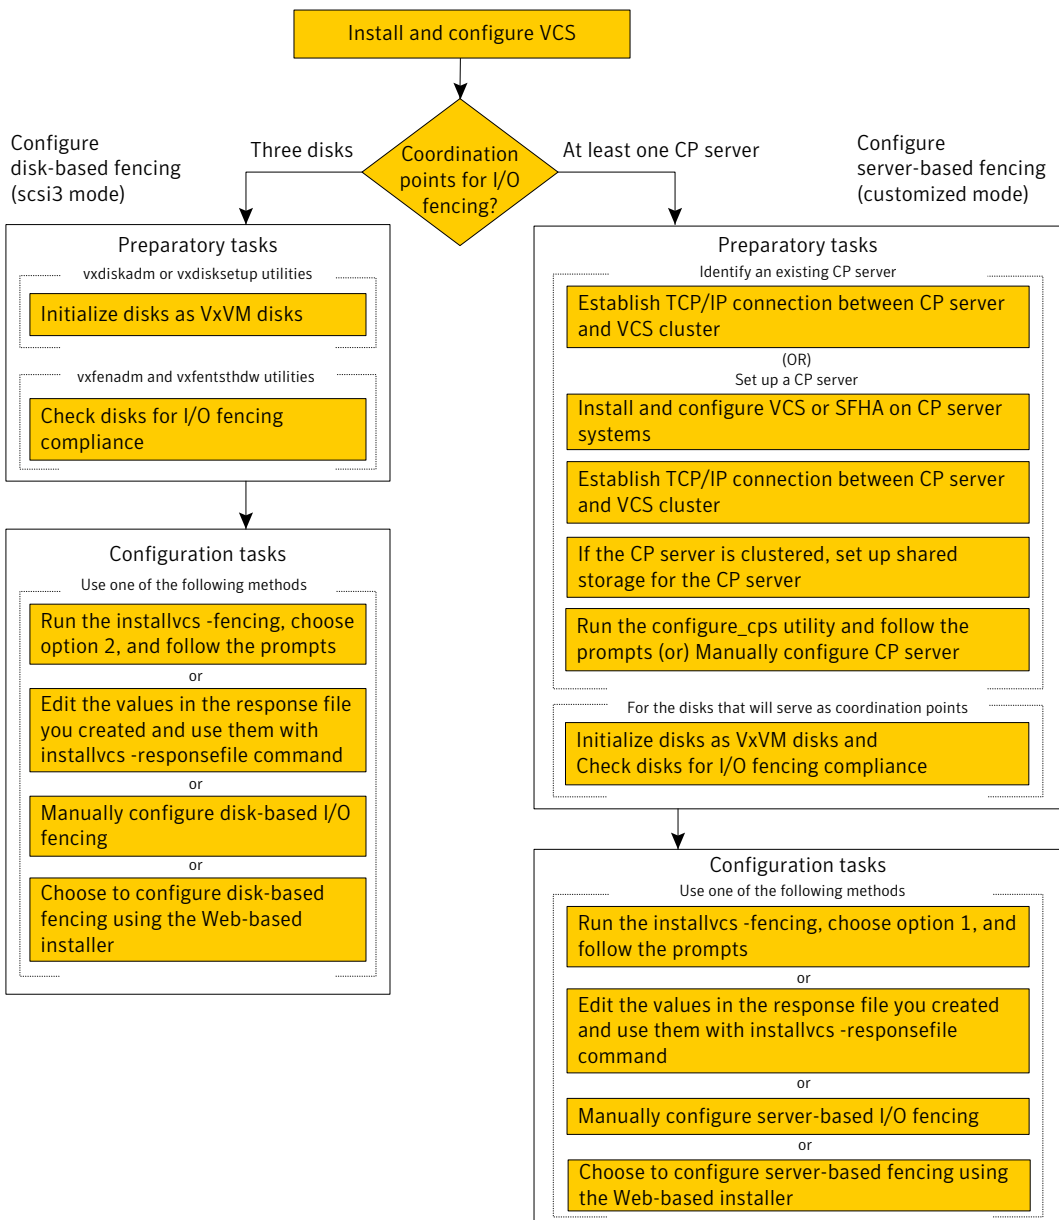 Install and configure VCS
Configure
disk-based fencing
(scsi3 mode)
Three disks
Coordination
points for I/O
fencing?
At least one CP server
Configure
server-based fencing
(customized mode)
Preparatory tasks
vxdiskadm or vxdisksetup utilities
Initialize disks as VxVM disks
vxfenadm and vxfentsthdw utilities
Check disks for I/O fencing
compliance
Configuration tasks
Use one of the following methods
Run the installvcs -fencing, choose
option 2, and follow the prompts
or
Edit the values in the response file
you created and use them with
installvcs -responsefile command
or
Manually configure disk-based I/O
fencing
or
Choose to configure disk-based
fencing using the Web-based
installer
Preparatory tasks
Identify an existing CP server
Establish TCP/IP connection between CP server
and VCS cluster
(OR)
Set up a CP server
Install and configure VCS or SFHA on CP server
systems
Establish TCP/IP connection between CP server
and VCS cluster
If the CP server is clustered, set up shared
storage for the CP server
Run the configure_cps utility and follow the
prompts (or) Manually configure CP server
For the disks that will serve as coordination points
Initialize disks as VxVM disks and
Check disks for I/O fencing compliance
Configuration tasks
Use one of the following methods
Run the installvcs -fencing, choose option 1, and
follow the prompts
or
Edit the values in the response file you created
and use them with installvcs -responsefile
command
or
Manually configure server-based I/O fencing
or
Choose to configure server-based fencing using
the Web-based installer